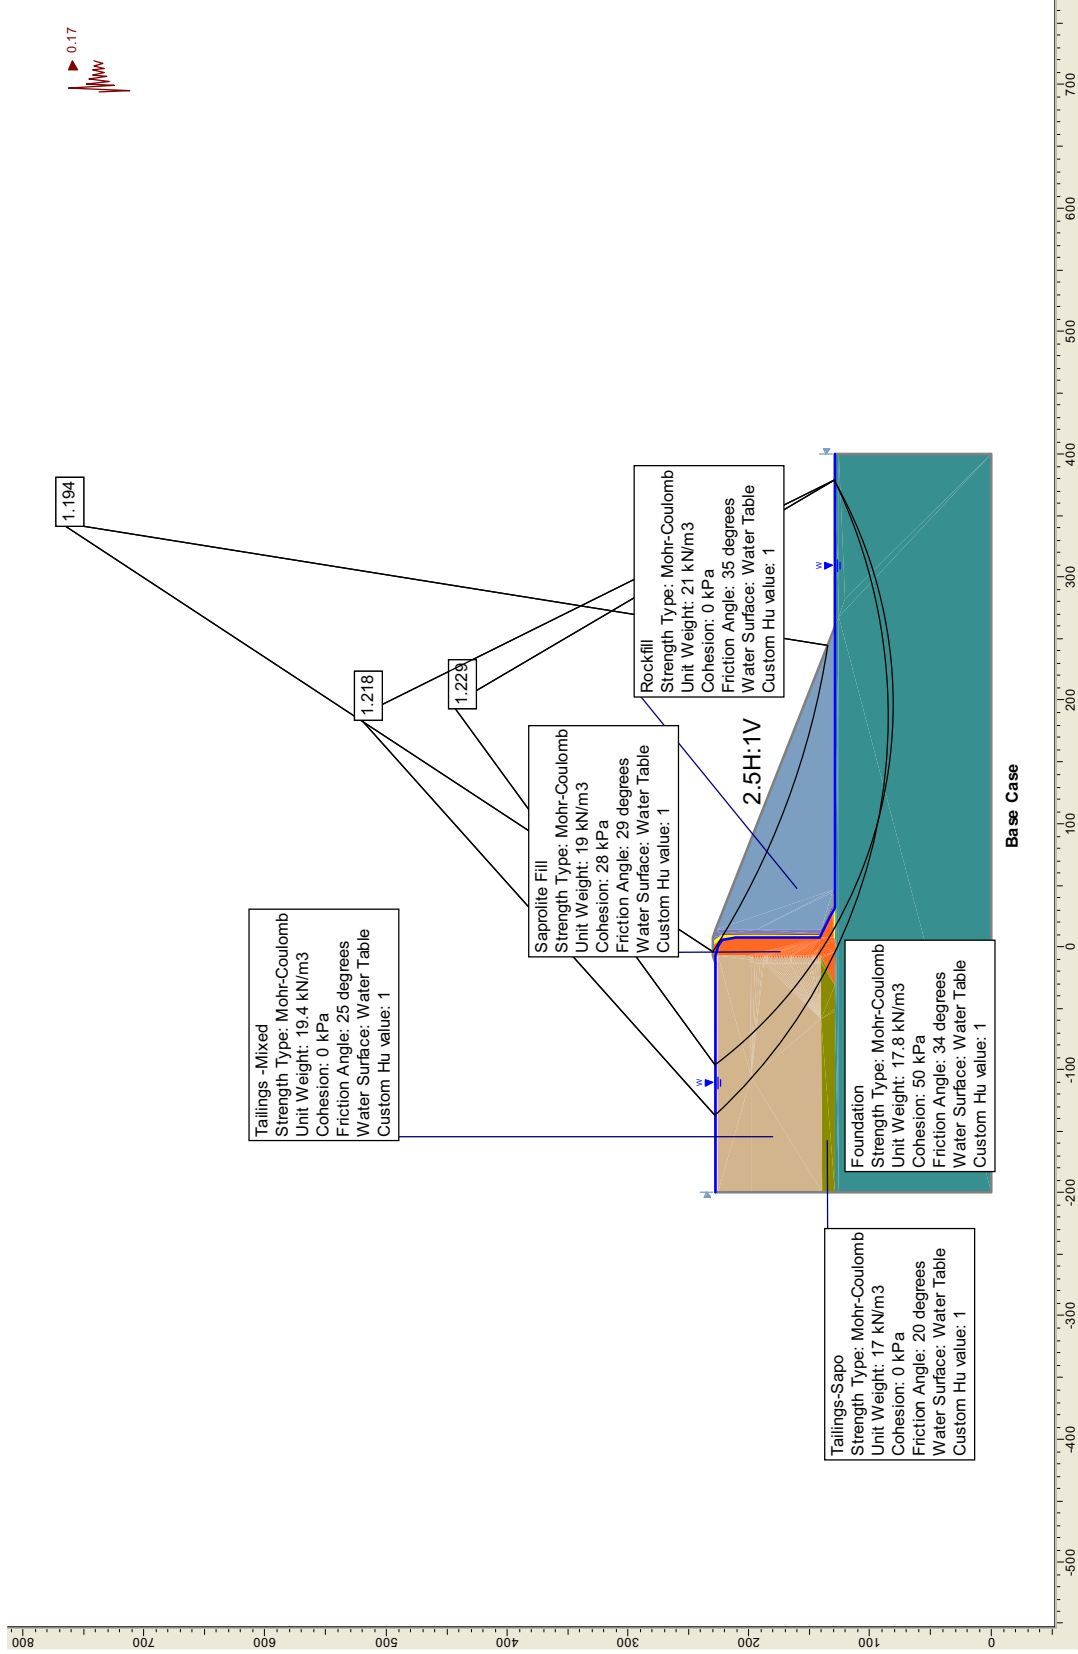 0.17
1.194
1.218
1.229
Tailings -Mixed
Strength Type: Mohr-Coulomb
Unit Weight: 19.4 kN/m3
Cohesion: 0 kPa
Friction Angle: 25 degrees
Water Surface: Water Table
Custom Hu value: 1
Saprolite Fill
Strength Type: Mohr-Coulomb
Unit Weight: 19 kN/m3
Cohesion: 28 kPa
Friction Angle: 29 degrees
Water Surface: Water Table
Custom Hu value: 1
Rockfill
Strength Type: Mohr-Coulomb
Unit Weight: 21 kN/m3
Cohesion: 0 kPa
Friction Angle: 35 degrees
Water Surface: Water Table
Custom Hu value: 1
2.5H:1V
W
W
Tailings-Sapo
Strength Type: Mohr-Coulomb
Unit Weight: 17 kN/m3
Cohesion: 0 kPa
Friction Angle: 20 degrees
Water Surface: Water Table
Custom Hu value: 1
Foundation
Strength Type: Mohr-Coulomb
Unit Weight: 17.8 kN/m3
Cohesion: 50 kPa
Friction Angle: 34 degrees
Water Surface: Water Table
Custom Hu value: 1
Base Case
800
700
600
500
400
300
200
100
0
-500
-400
-300
-200
-100
0
100
200
300
400
500
600
700